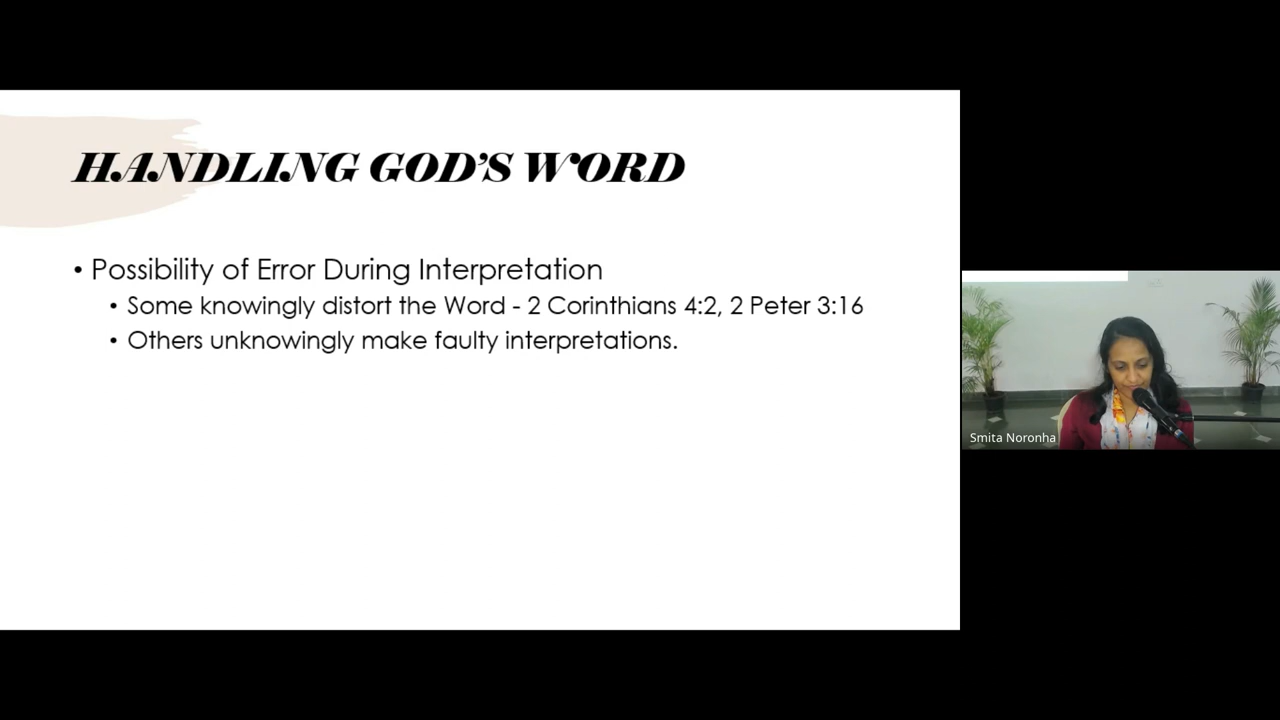 HANDLING GOD'S WORD
• Possibility of Error During Interpretation
• Some knowingly distort the Word - 2 Corinthians 4:2, 2 Peter 3:16
• Others unknowingly make faulty interpretations.
Smita Noronha